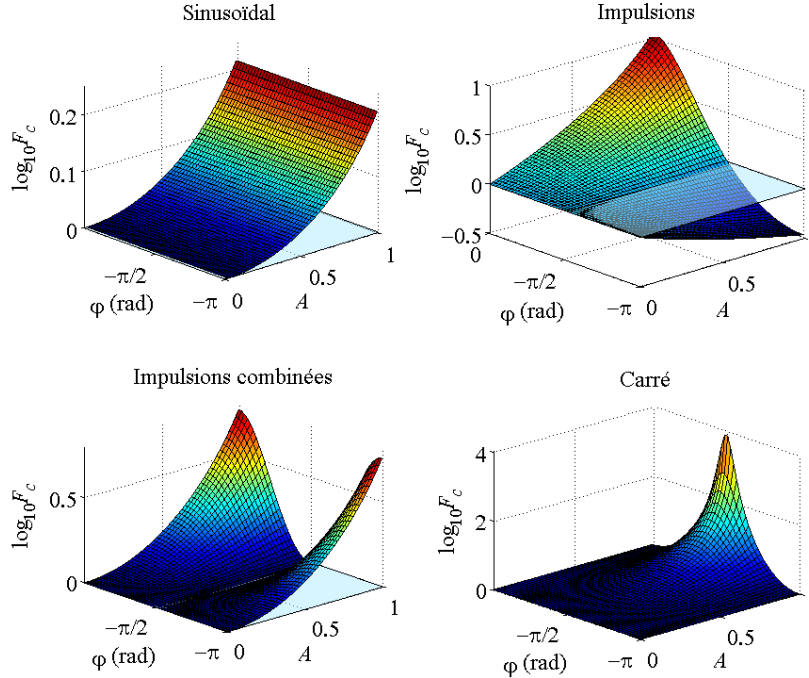 Sinusoïdal
0.2
0.1
0
log10Fc
−π/2
−π
φ (rad)
0
0.5
1
A
Impulsions
1
0.5
0
−0.5
log10Fc
0
−π/2
−π
φ (rad)
0
0.5
A
Impulsions combinées
0.5
0
log10Fc
−π/2
−π
φ (rad)
0
0.5
1
A
Carré
4
2
0
log10Fc
−π/2
−π
φ (rad)
0
0.5
A